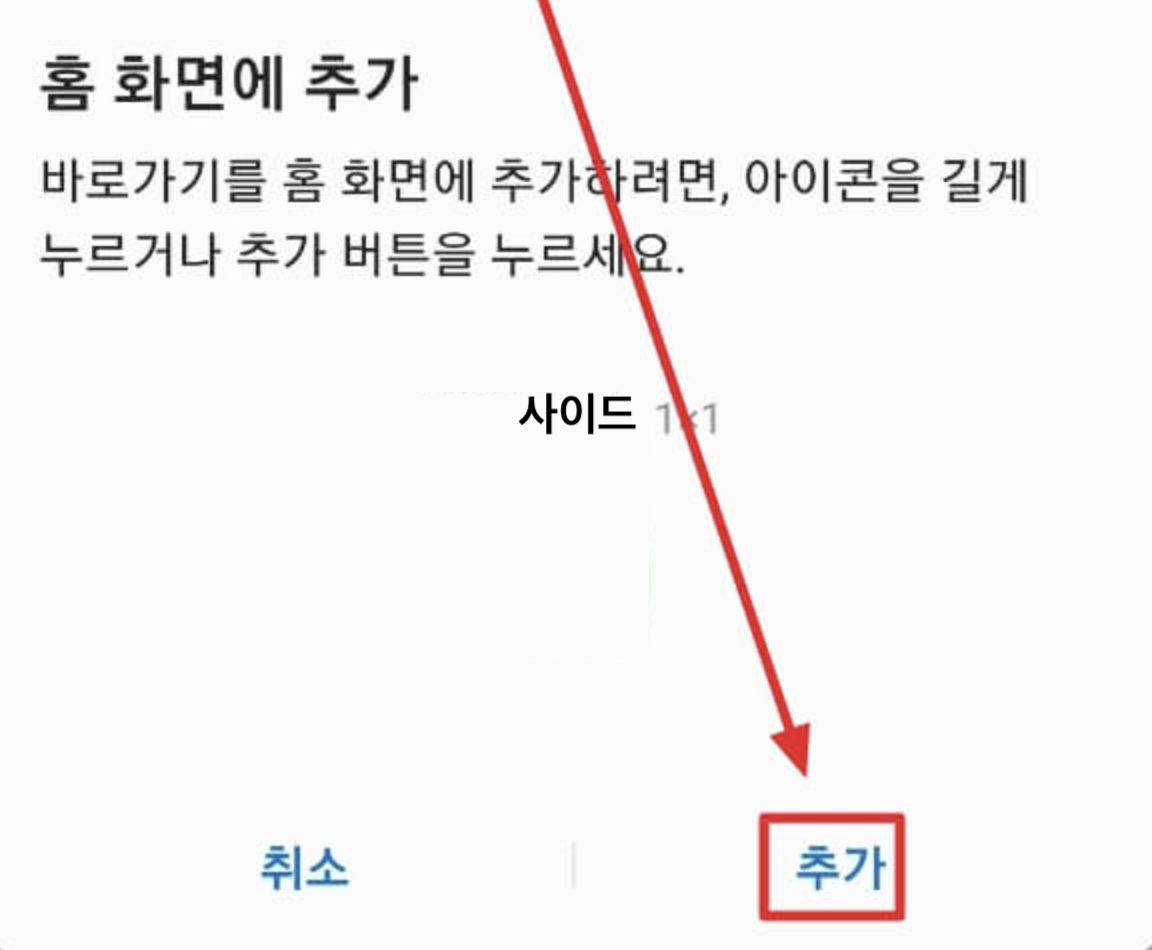 홈 화면에 추가
바로가기를 홈 화면에 추가하려면, 아이콘을 길게
누르거나 추가 버튼을 누르세요.
사이드 1×1
취소 추가